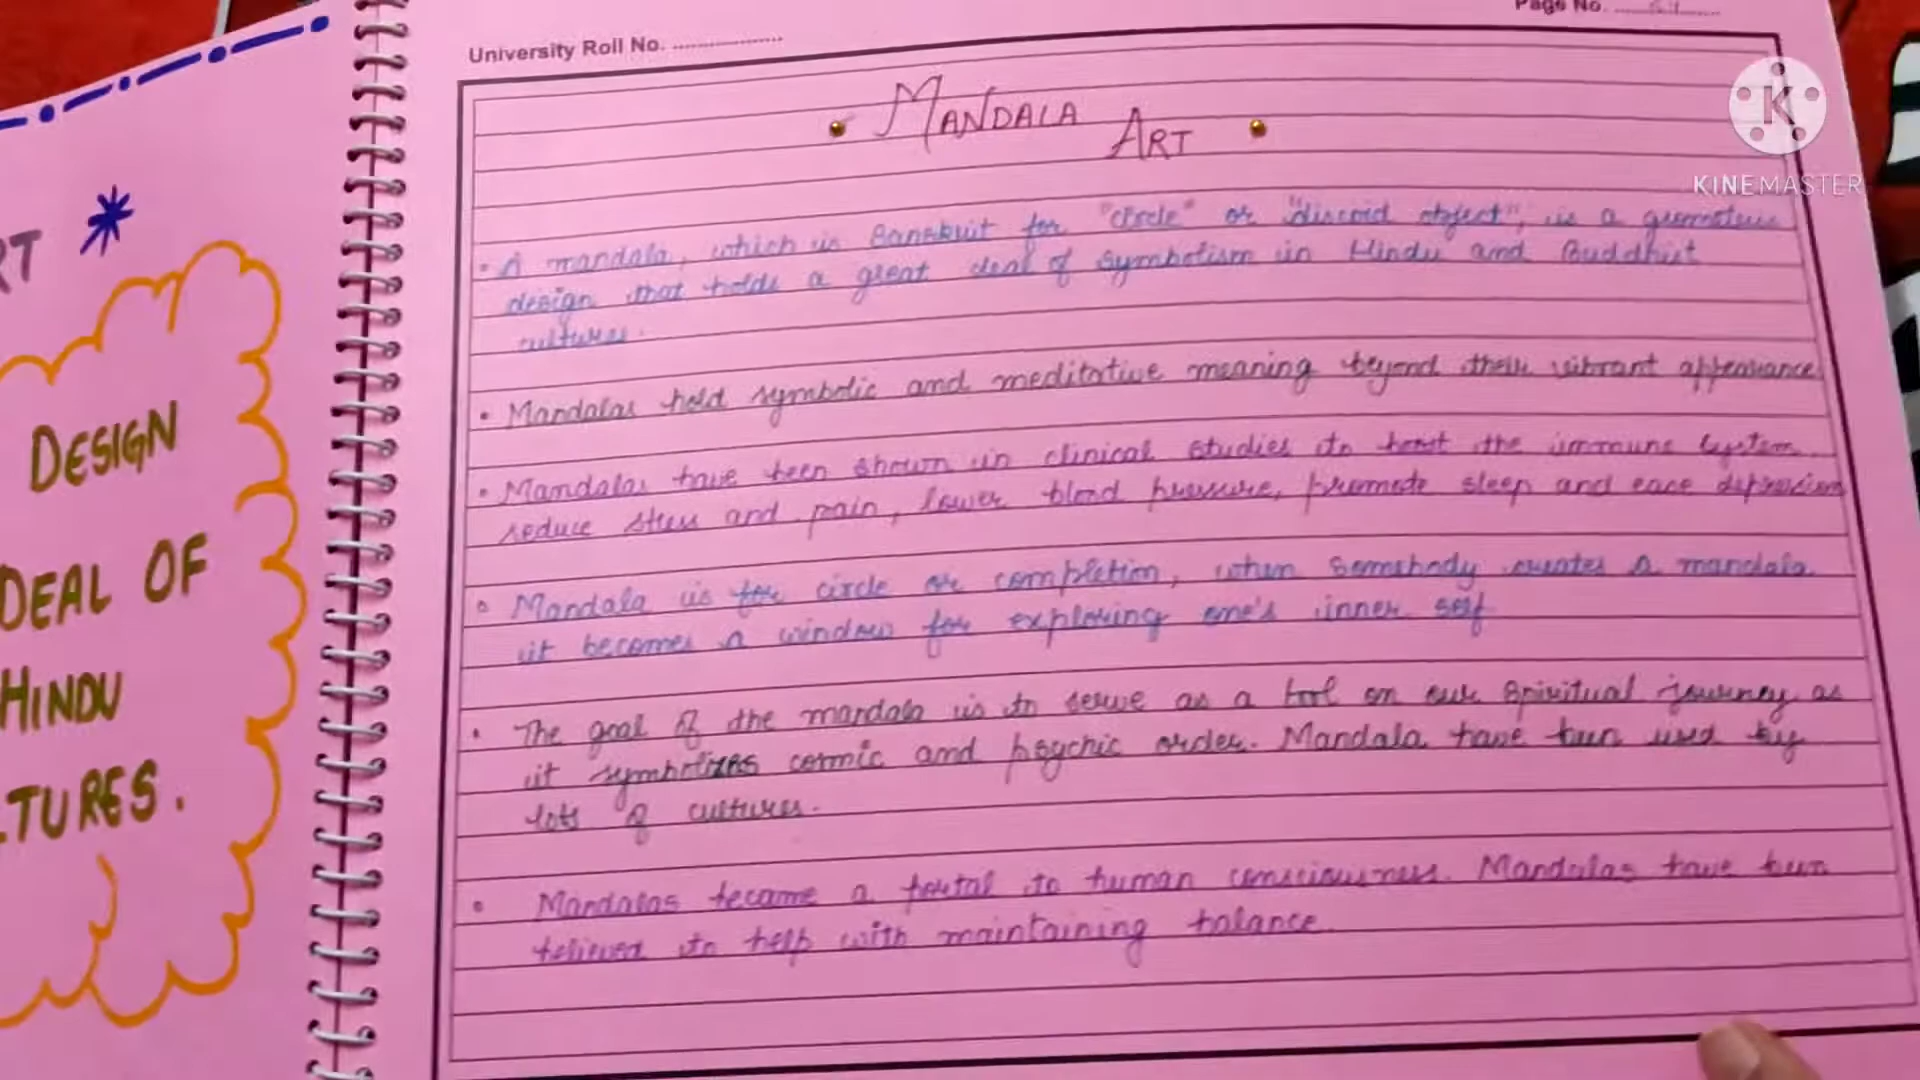 RT
DESIGN
DEAL OF
HINDU
LTURES.
Page No.
University Roll No.
MANDALA ART
• A mandala, which is Sanskrit for "circle" or "discoid object", is a geometric
design that holds a great deal of symbolism in Hindu and Buddhist
cultures.
• Mandalas hold symbolic and meditative meaning beyond their vibrant appearance
• Mandalas have been shown in clinical studies to boost the immune system,
reduce stress and pain, lower blood pressure, promote sleep and ease depression
• Mandala is for circle or completion, when somebody creates a mandala
it becomes a window for exploring one's inner self
• The goal of the mandala is to serve as a tool on our spiritual journey as
it symbolizes cosmic and psychic order. Mandala have been used by
lots of cultures.
• Mandalas became a portal to human consciousness. Mandalas have been
believed to help with maintaining balance.
K
KINEMASTER